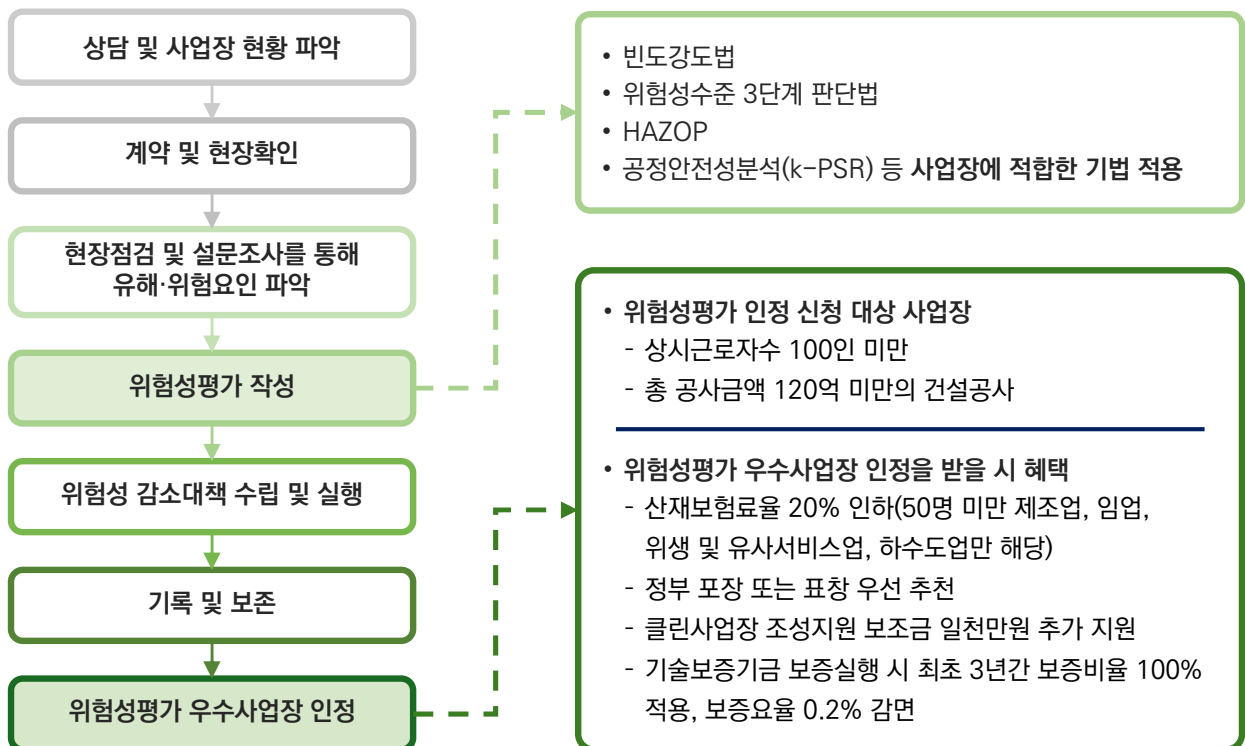 상담 및 사업장 현황 파악
계약 및 현장확인
현장점검 및 설문조사를 통해
유해·위험요인 파악
위험성평가 작성
위험성 감소대책 수립 및 실행
기록 및 보존
위험성평가 우수사업장 인정
• 빈도강도법
• 위험성수준 3단계 판단법
• HAZOP
• 공정안전성분석(k-PSR) 등 사업장에 적합한 기법 적용
• 위험성평가 인정 신청 대상 사업장
- 상시근로자수 100인 미만
- 총 공사금액 120억 미만의 건설공사
• 위험성평가 우수사업장 인정을 받을 시 혜택
- 산재보험료율 20% 인하(50명 미만 제조업, 임업,
위생 및 유사서비스업, 하수도업만 해당)
- 정부 포장 또는 표창 우선 추천
- 클린사업장 조성지원 보조금 일천만원 추가 지원
- 기술보증기금 보증실행 시 최초 3년간 보증비율 100%
적용, 보증요율 0.2% 감면